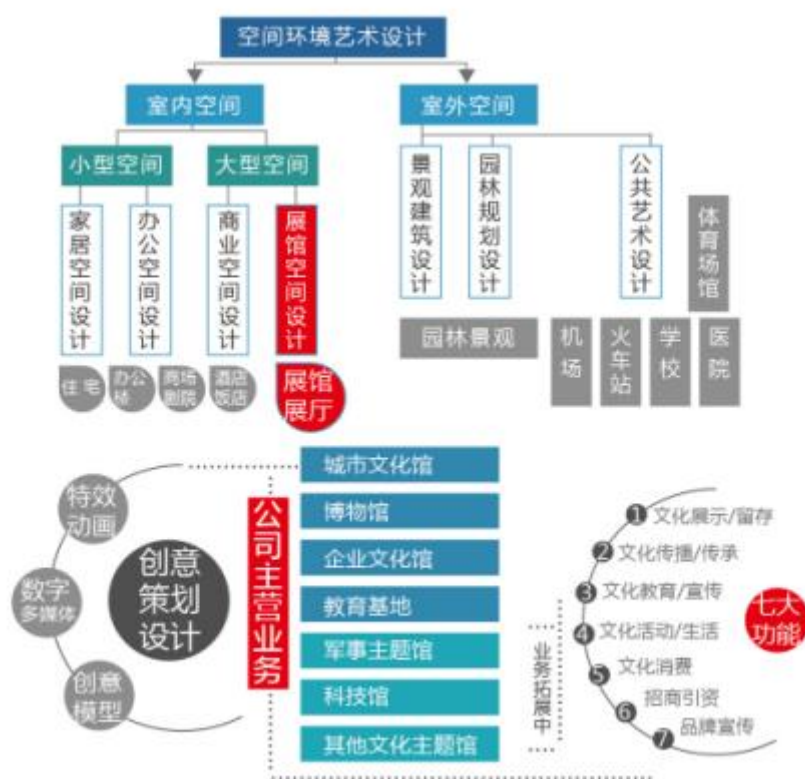 空间环境艺术设计
室内空间
室外空间
小型空间
大型空间
家居空间设计
办公空间设计
商业空间设计
展馆空间设计
景观建筑设计
园林规划设计
公共艺术设计
体育场馆
住宅
办公
楼
商场
剧院
酒店
饭店
展馆
展厅
园林景观
机场
火车站
学校
医院
特效
动画
数字
多媒体
创意
模型
创意
策划
设计
公司主营业务
城市文化馆
博物馆
企业文化馆
教育基地
军事主题馆
科技馆
其他文化主题馆
业务拓展中
1 文化展示/留存
2 文化传播/传承
3 文化教育/宣传
4 文化活动/生活
5 文化消费
6 招商引资
7 品牌宣传
七大
功能